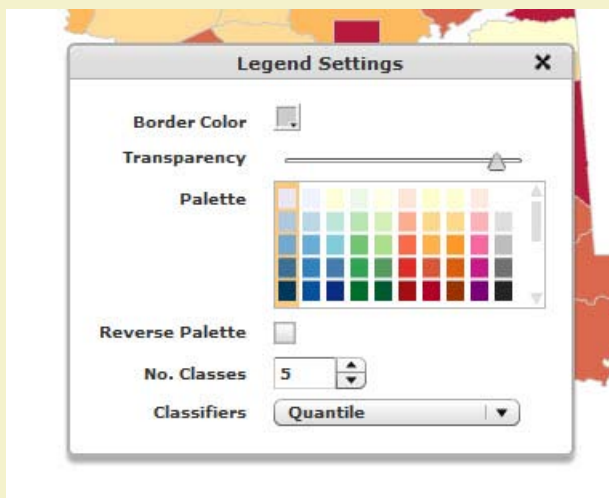 Legend Settings
Border Color
Transparency
Palette
Reverse Palette
No. Classes 5
Classifiers Quantile